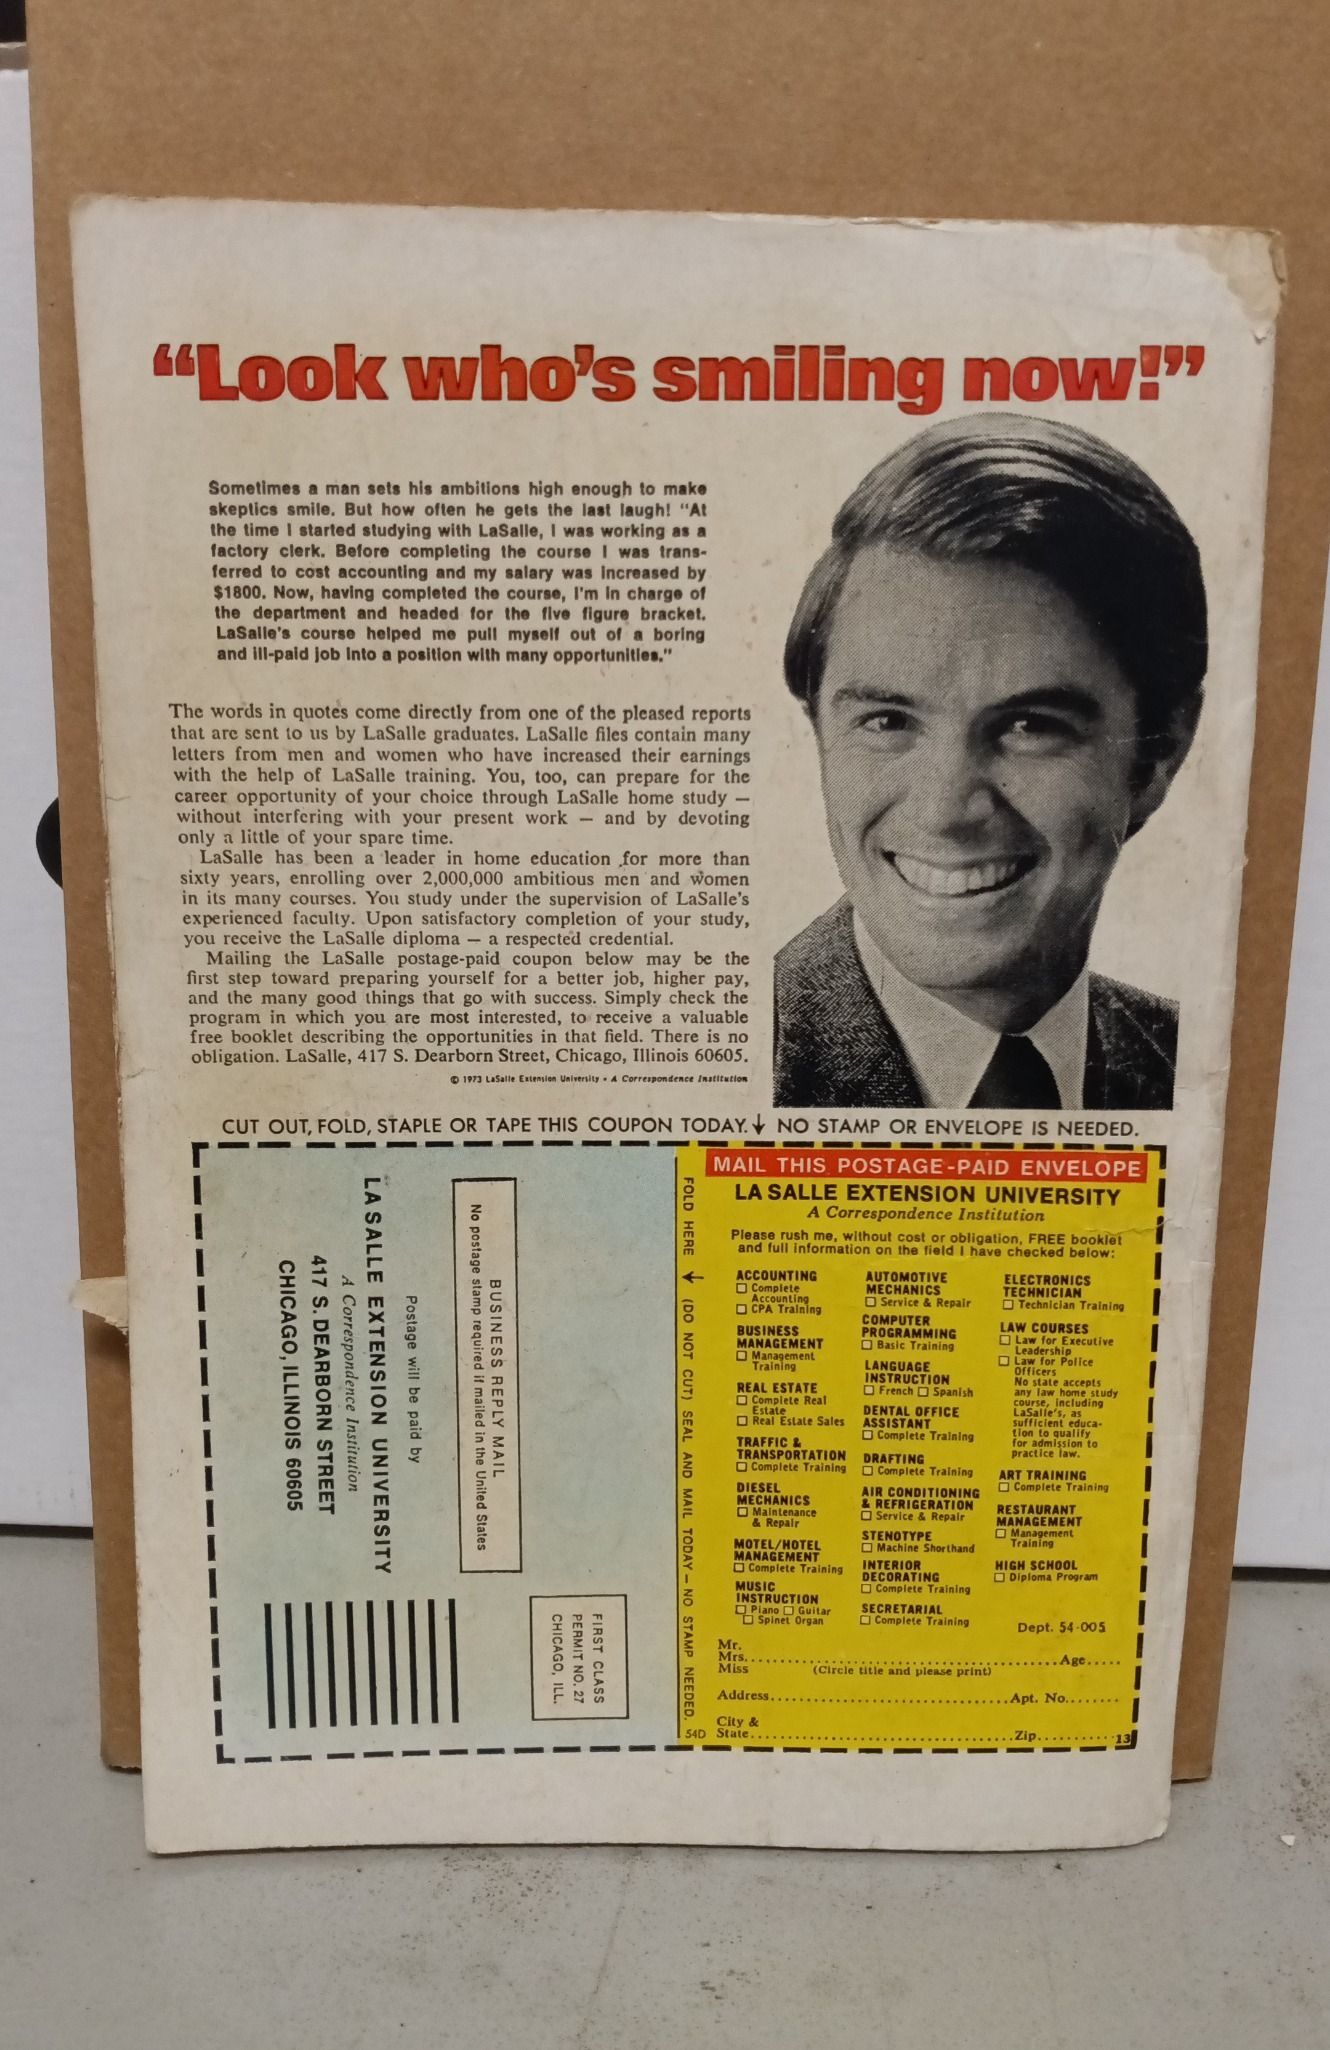 “Look who's smiling now!”
Sometimes a man sets his ambitions high enough to make
skeptics smile. But how often he gets the last laugh! "At
the time I started studying with LaSalle, I was working as a
factory clerk. Before completing the course I was trans-
ferred to cost accounting and my salary was increased by
$1800. Now, having completed the course, I'm in charge of
the department and headed for the five figure bracket.
LaSalle's course helped me pull myself out of a boring
and ill-paid job into a position with many opportunities."
The words in quotes come directly from one of the pleased reports
that are sent to us by LaSalle graduates. LaSalle files contain many
letters from men and women who have increased their earnings
with the help of LaSalle training. You, too, can prepare for the
career opportunity of your choice through LaSalle home study —
without interfering with your present work — and by devoting
only a little of your spare time.
LaSalle has been a leader in home education for more than
sixty years, enrolling over 2,000,000 ambitious men and women
in its many courses. You study under the supervision of LaSalle's
experienced faculty. Upon satisfactory completion of your study,
you receive the LaSalle diploma — a respected credential.
Mailing the LaSalle postage-paid coupon below may be the
first step toward preparing yourself for a better job, higher pay,
and the many good things that go with success. Simply check the
program in which you are most interested, to receive a valuable
free booklet describing the opportunities in that field. There is no
obligation. LaSalle, 417 S. Dearborn Street, Chicago, Illinois 60605.
© 1973 LaSalle Extension University • A Correspondence Institution
CUT OUT, FOLD, STAPLE OR TAPE THIS COUPON TODAY. ↓ NO STAMP OR ENVELOPE IS NEEDED.
FIRST CLASS
PERMIT NO. 27
CHICAGO, ILL.
BUSINESS REPLY MAIL
No postage stamp required if mailed in the United States
Postage will be paid by
LA SALLE EXTENSION UNIVERSITY
A Correspondence Institution
417 S. DEARBORN STREET
CHICAGO, ILLINOIS 60605
FOLD HERE ↓ (DO NOT CUT) SEAL AND MAIL TODAY — NO STAMP NEEDED.
54D
MAIL THIS POSTAGE-PAID ENVELOPE
LA SALLE EXTENSION UNIVERSITY
A Correspondence Institution
Please rush me, without cost or obligation, FREE booklet
and full information on the field I have checked below:
ACCOUNTING
☐ Complete
Accounting
☐ CPA Training
BUSINESS
MANAGEMENT
☐ Management
Training
REAL ESTATE
☐ Complete Real
Estate
☐ Real Estate Sales
TRAFFIC &
TRANSPORTATION
☐ Complete Training
DIESEL
MECHANICS
☐ Maintenance
& Repair
MOTEL/HOTEL
MANAGEMENT
☐ Complete Training
MUSIC
INSTRUCTION
☐ Piano ☐ Guitar
☐ Spinet Organ
AUTOMOTIVE
MECHANICS
☐ Service & Repair
COMPUTER
PROGRAMMING
☐ Basic Training
LANGUAGE
INSTRUCTION
☐ French ☐ Spanish
DENTAL OFFICE
ASSISTANT
☐ Complete Training
DRAFTING
☐ Complete Training
AIR CONDITIONING
& REFRIGERATION
☐ Service & Repair
STENOTYPE
☐ Machine Shorthand
INTERIOR
DECORATING
☐ Complete Training
SECRETARIAL
☐ Complete Training
ELECTRONICS
TECHNICIAN
☐ Technician Training
LAW COURSES
☐ Law for Executive
Leadership
☐ Law for Police
Officers
No state accepts
any law home study
course, including
LaSalle's, as
sufficient educa-
tion to qualify
for admission to
practice law.
ART TRAINING
☐ Complete Training
RESTAURANT
MANAGEMENT
☐ Management
Training
HIGH SCHOOL
☐ Diploma Program
Dept. 54-005
Mr.
Mrs. Age
Miss (Circle title and please print)
Address Apt. No.
City &
State Zip 13